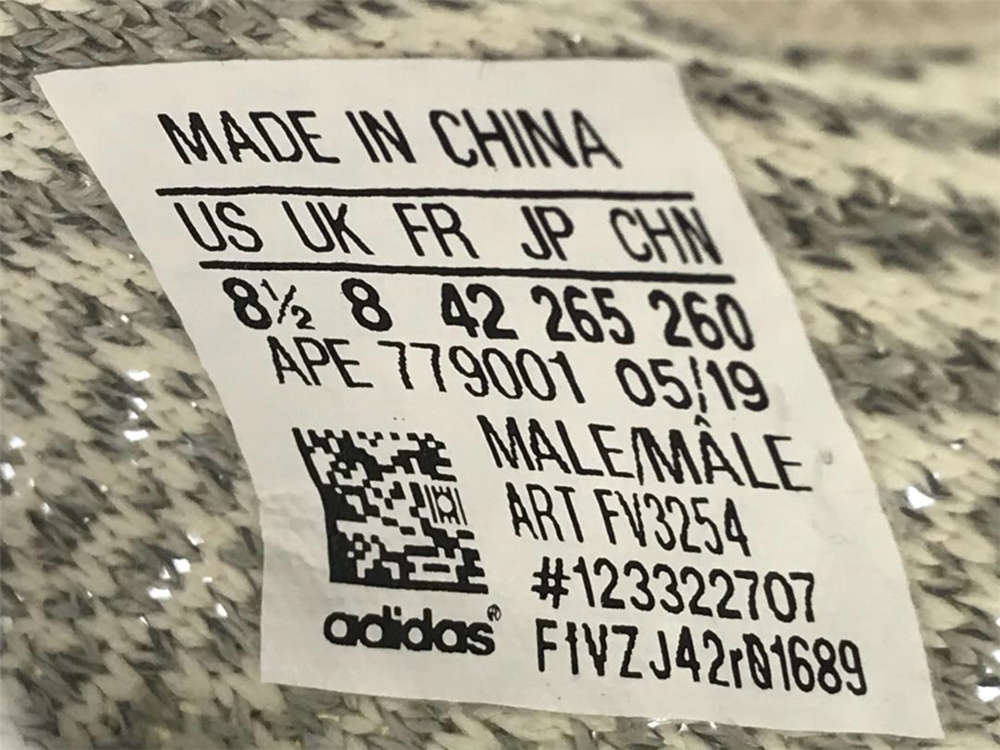 MADE IN CHINA
US UK FR JP CHN
8½ 8 42 265 260
APE 779001 05/19
MALE/MÂLE
ART FV3254
#123322707
F1VZJ42r01689
adidas®